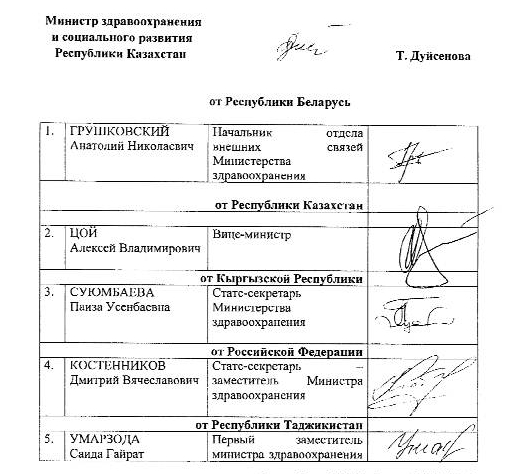 Министр здравоохранения
и социального развития
Республики Казахстан
Т. Дуйсенова
от Республики Беларусь
1. ГРУШКОВСКИЙ
Анатолий Николаевич
Начальник отдела
внешних связей
Министерства
здравоохранения
от Республики Казахстан
2. ЦОЙ
Алексей Владимирович
Вице-министр
от Кыргызской Республики
3. СУЮМБАЕВА
Паиза Усенбаевна
Статс-секретарь
Министерства
здравоохранения
от Российской Федерации
4. КОСТЕННИКОВ
Дмитрий Вячеславович
Статс-секретарь –
заместитель Министра
здравоохранения
от Республики Таджикистан
5. УМАРЗОДА
Саида Гайрат
Первый заместитель
министра здравоохранения